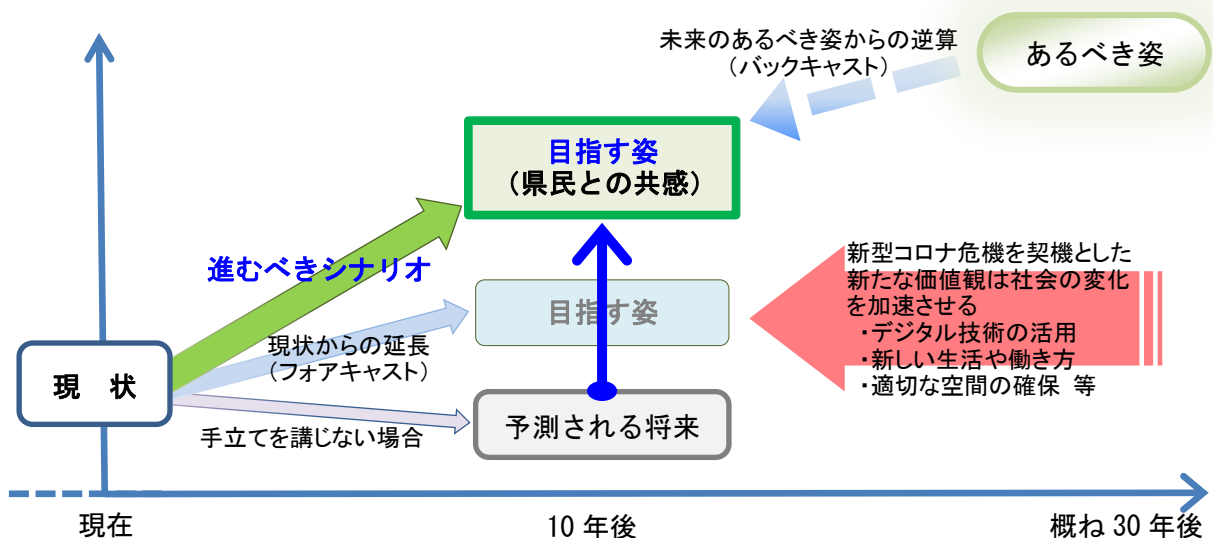 未来のあるべき姿からの逆算
（バックキャスト）
あるべき姿
目指す姿
（県民との共感）
進むべきシナリオ
新型コロナ危機を契機とした
新たな価値観は社会の変化
を加速させる
・デジタル技術の活用
・新しい生活や働き方
・適切な空間の確保 等
目指す姿
現状からの延長
（フォアキャスト）
現 状
予測される将来
手立てを講じない場合
現在
10 年後
概ね 30 年後